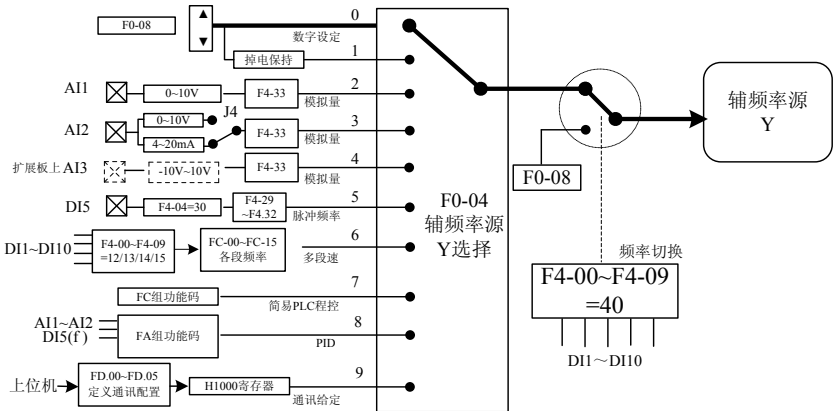 F0-08
▲
▼
0
数字设定
掉电保持
1
AI1
0~10V
F4-33
2
模拟量
AI2
0~10V
4~20mA
J4
F4-33
3
模拟量
扩展板上AI3
-10V~10V
F4-33
4
模拟量
DI5
F4-04=30
F4-29
~F4.32
5
脉冲频率
DI1~DI10
F4-00~F4-09
=12/13/14/15
FC-00~FC-15
各段频率
6
多段速
FC组功能码
7
简易PLC程控
AI1~AI2
DI5(f)
FA组功能码
8
PID
上位机
FD.00~FD.05
定义通讯配置
H1000寄存器
9
通讯给定
F0-04
辅频率源
Y选择
F0-08
辅频率源
Y
频率切换
F4-00~F4-09
=40
DI1~DI10